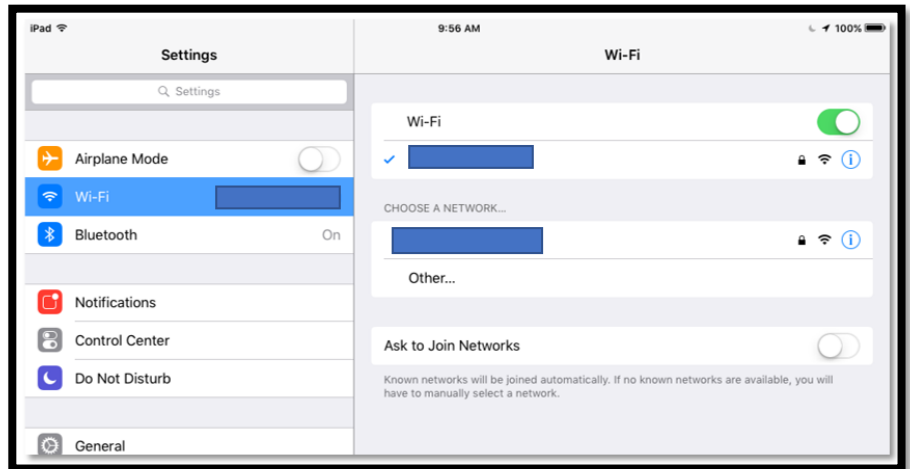 iPad
9:56 AM
100%
Settings
Wi-Fi
Settings
Airplane Mode
Wi-Fi
Bluetooth On
Notifications
Control Center
Do Not Disturb
General
Wi-Fi
CHOOSE A NETWORK...
Other...
Ask to Join Networks
Known networks will be joined automatically. If no known networks are available, you will
have to manually select a network.